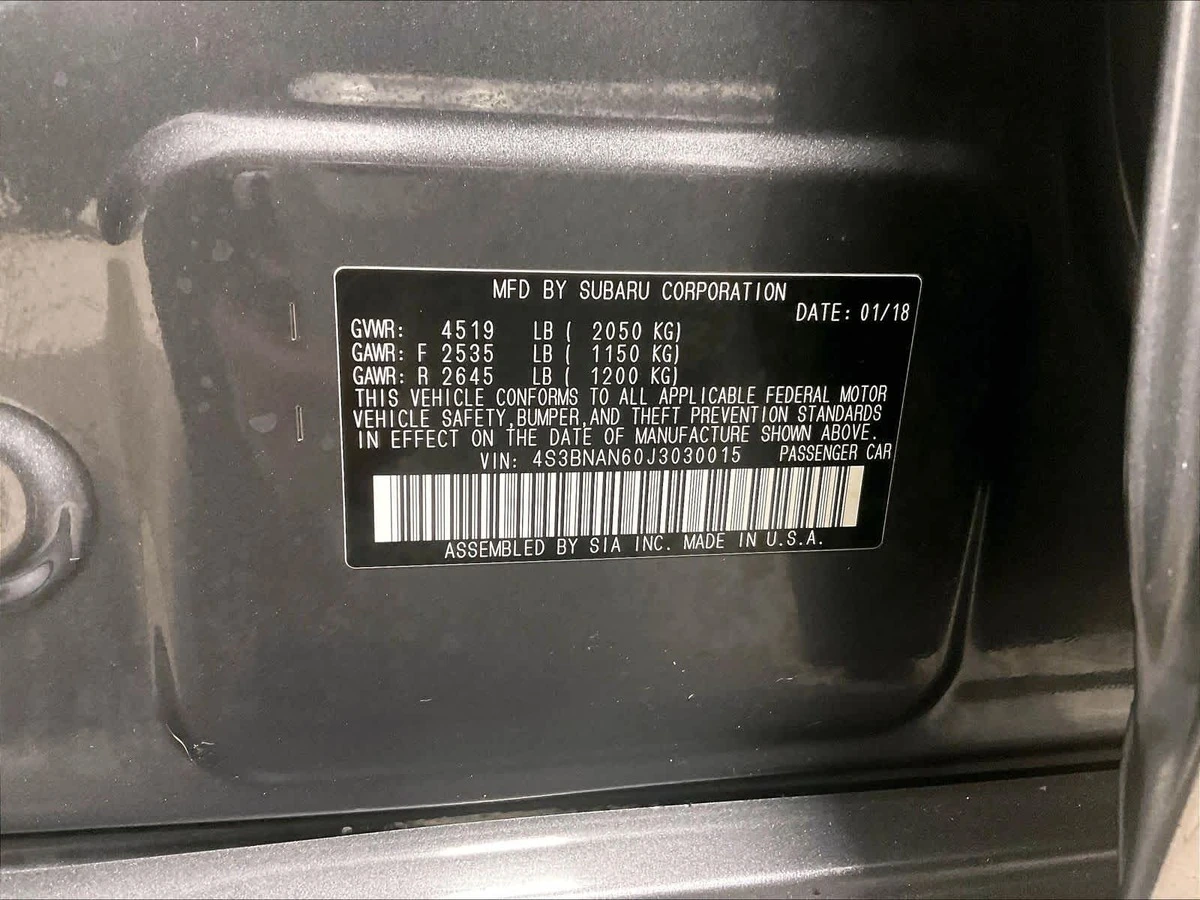 MFD BY SUBARU CORPORATION
DATE: 01/18
GVWR: 4519 LB ( 2050 KG)
GAWR: F 2535 LB ( 1150 KG)
GAWR: R 2645 LB ( 1200 KG)
THIS VEHICLE CONFORMS TO ALL APPLICABLE FEDERAL MOTOR
VEHICLE SAFETY,BUMPER,AND THEFT PREVENTION STANDARDS
IN EFFECT ON THE DATE OF MANUFACTURE SHOWN ABOVE.
VIN: 4S3BNAN60J3030015 PASSENGER CAR
ASSEMBLED BY SIA INC. MADE IN U.S.A.